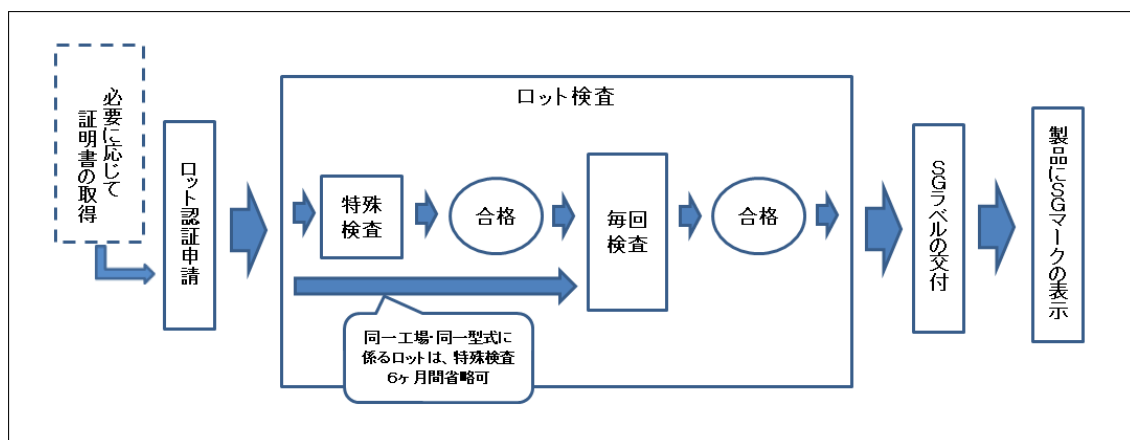 必要に応じて
証明書の取得
ロット認証申請
ロット検査
特殊
検査
合格
毎回
検査
合格
同一工場・同一型式に
係るロットは、特殊検査
6ヶ月間省略可
SGラベルの交付
製品にSGマークの表示